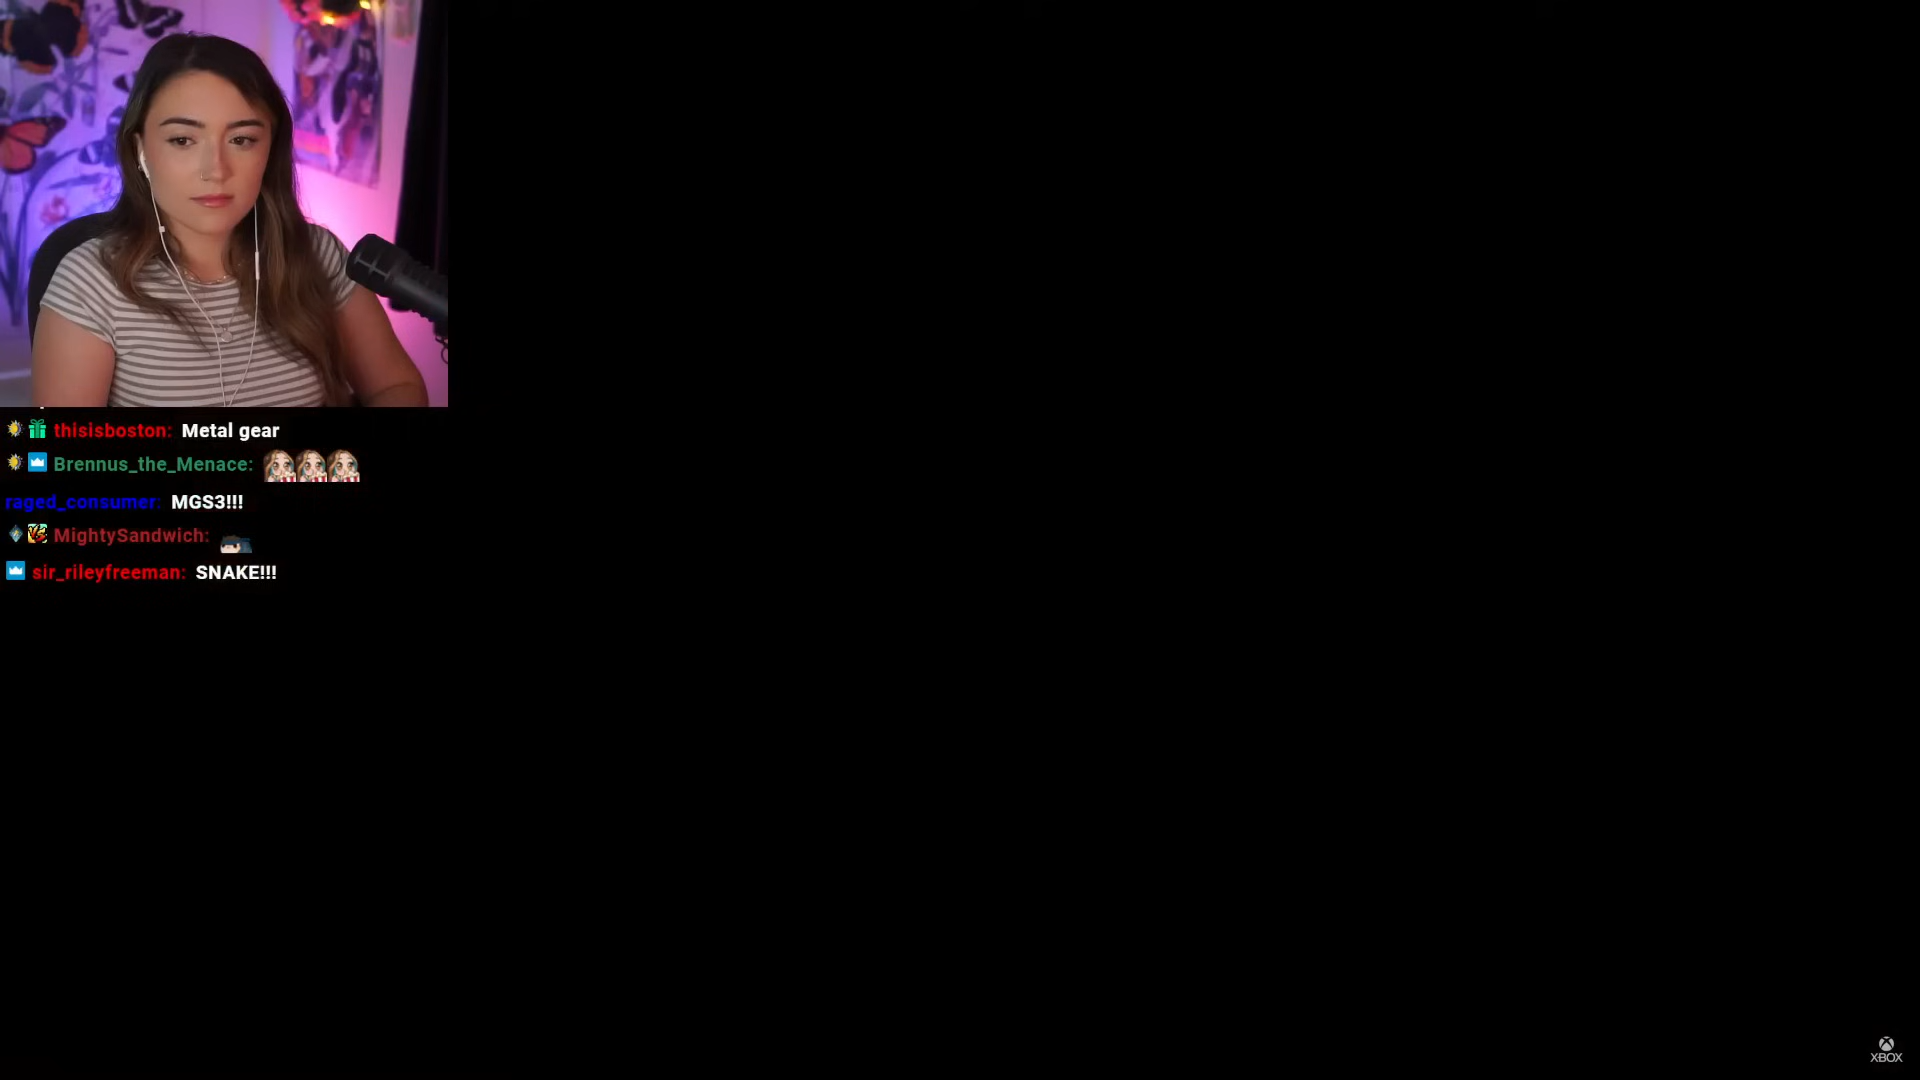 thisisboston: Metal gear
Brennus_the_Menace:
raged_consumer: MGS3!!!
MightySandwich:
sir_rileyfreeman: SNAKE!!!
XBOX